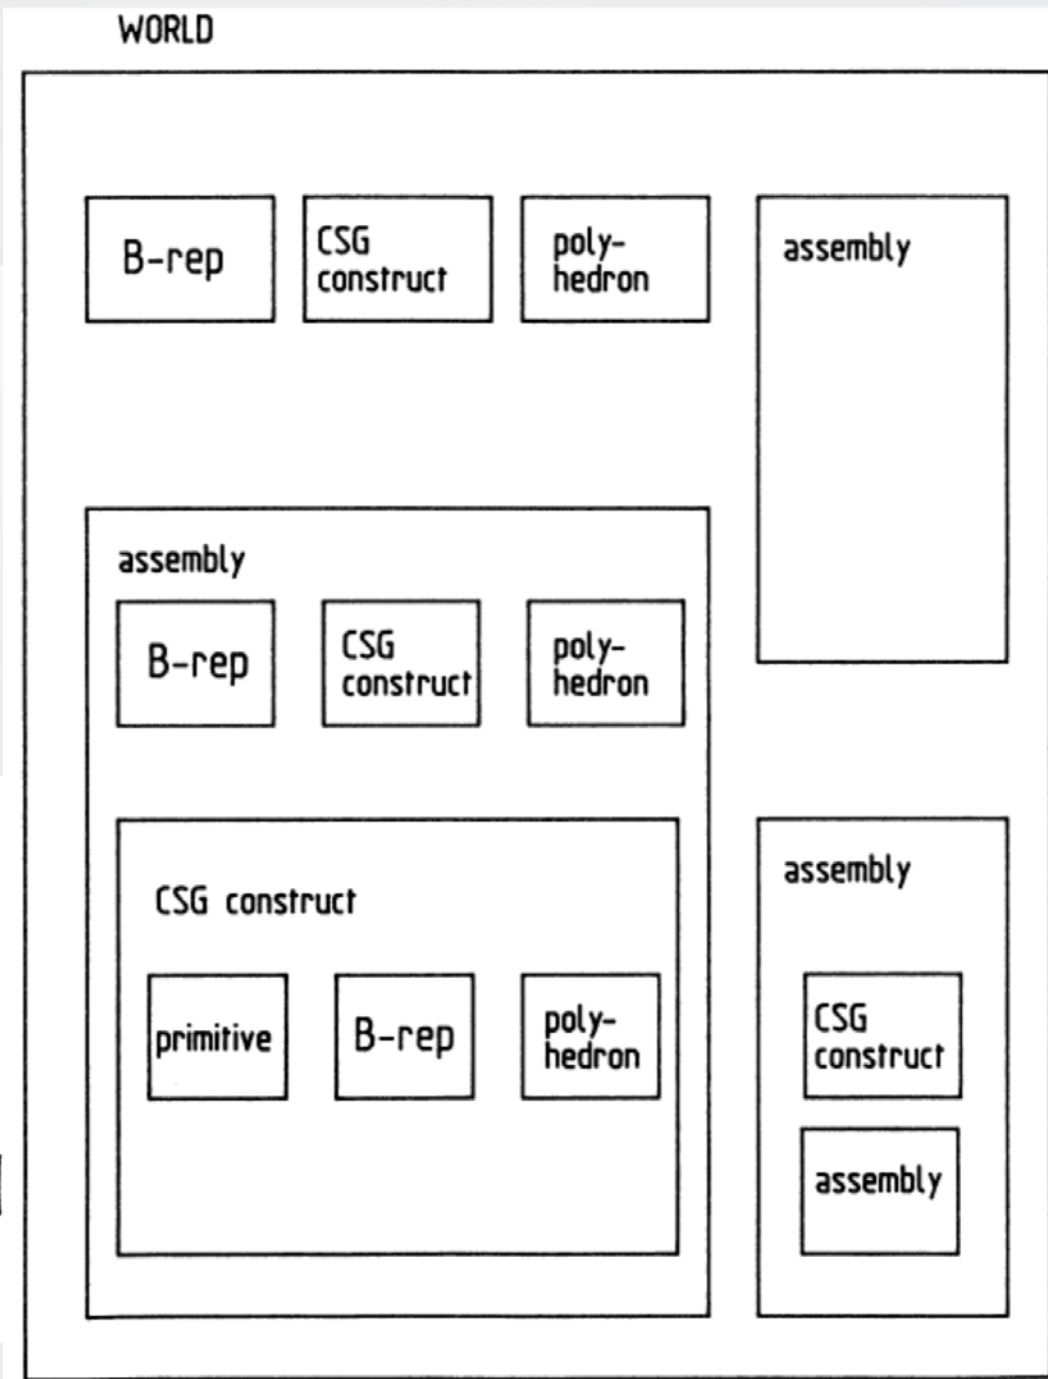 WORLD
B-rep
CSG
construct
poly-
hedron
assembly
assembly
B-rep
CSG
construct
poly-
hedron
CSG construct
primitive
B-rep
poly-
hedron
assembly
CSG
construct
assembly